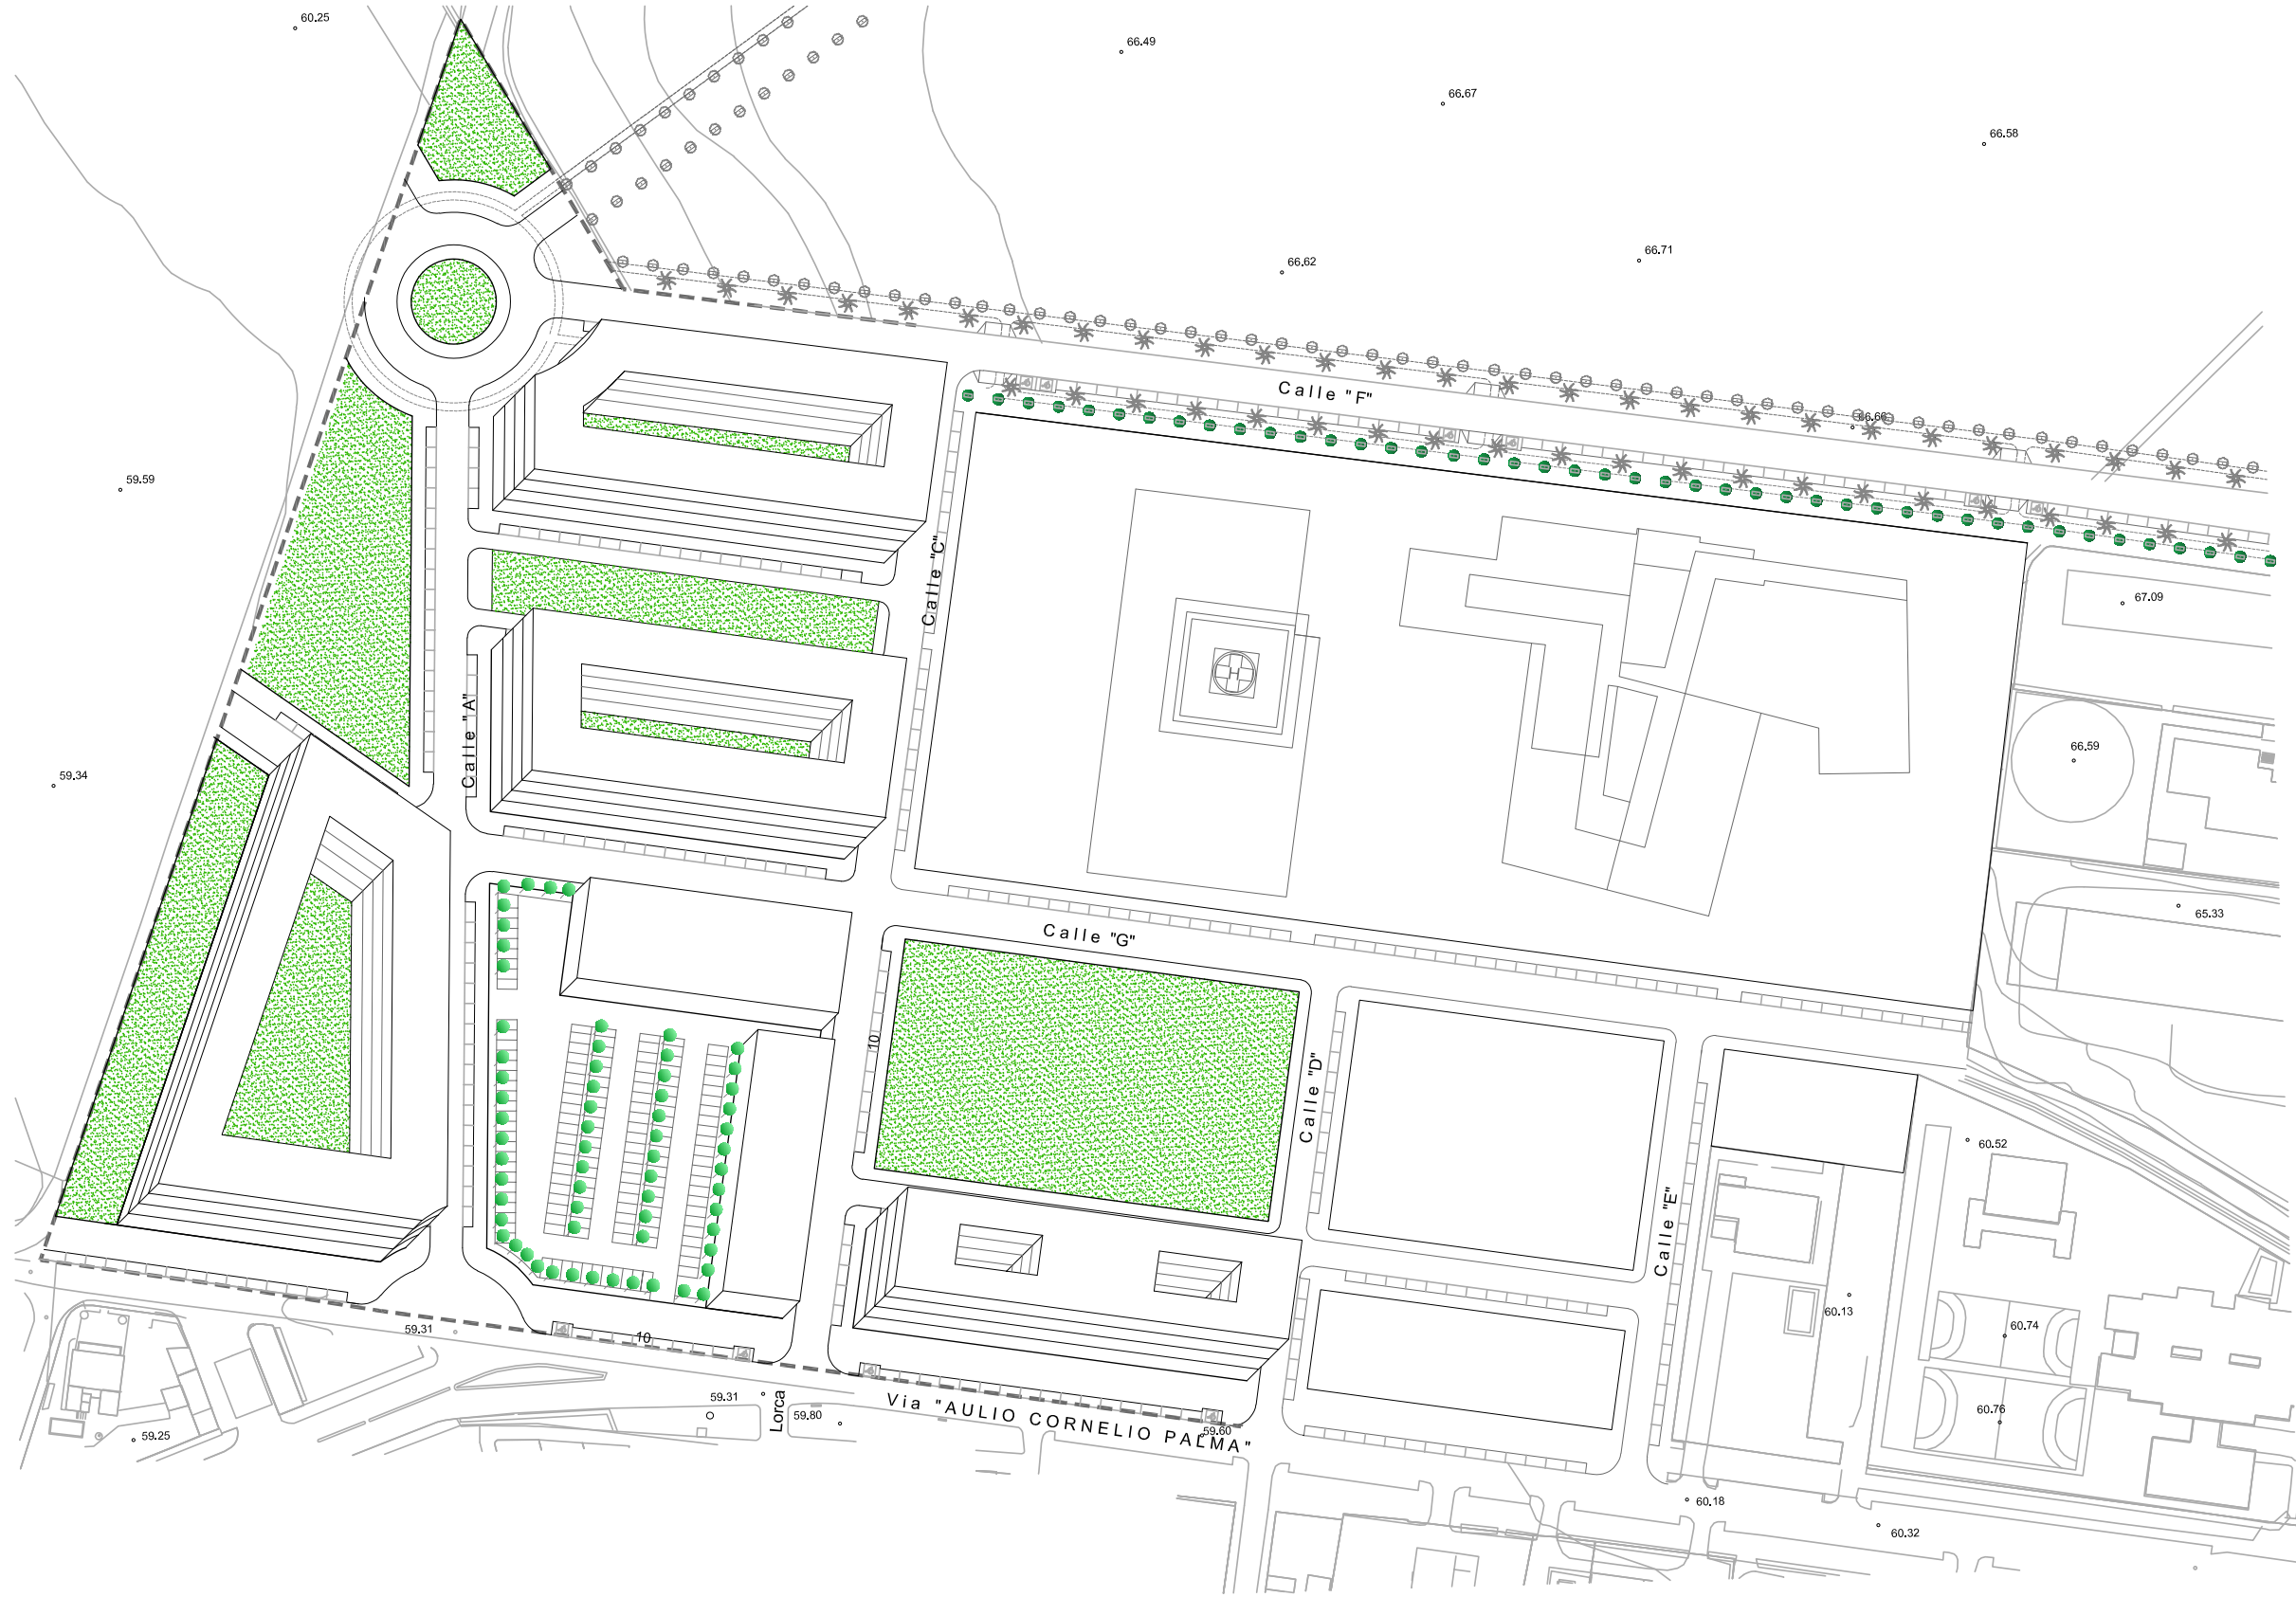 60.25
66.49
66.67
66.58
66.62
66.71
Calle "F"
66.66
59.59
Calle "C"
67.09
Calle "A"
66.59
59.34
65.33
Calle "G"
10
Calle "D"
60.52
Calle "E"
60.13
60.74
59.31
10
59.31
Lorca
59.80
Via "AULIO CORNELIO PALMA"
59.60
60.76
59.25
60.18
60.32
H